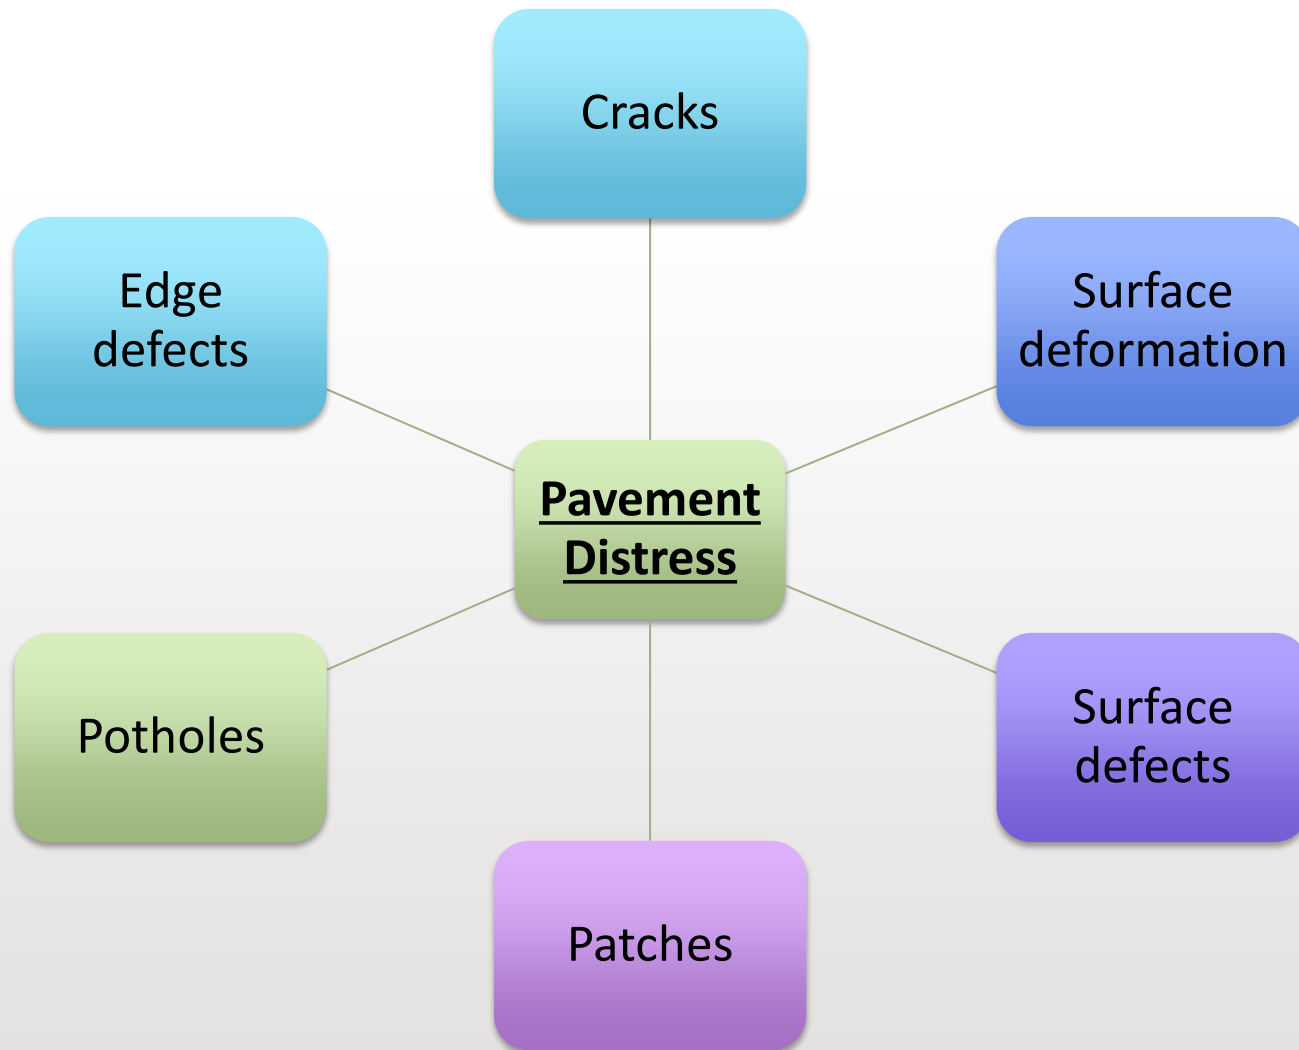 Cracks
Edge
defects
Surface
deformation
Pavement
Distress
Potholes
Surface
defects
Patches